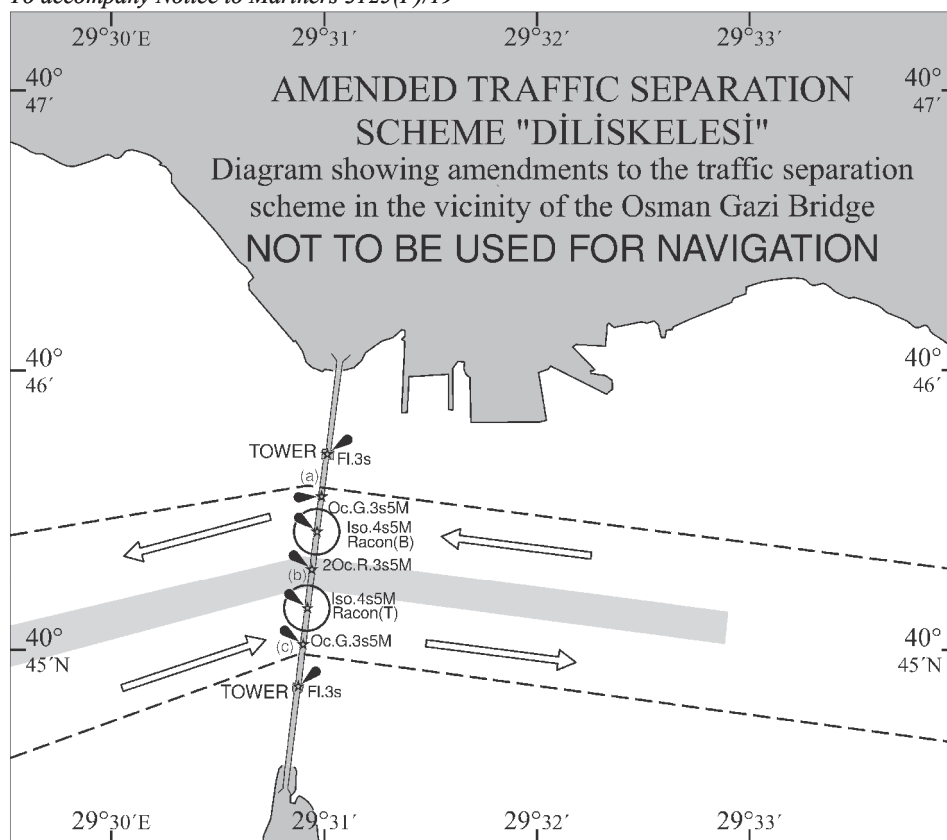 To accompany Notice to Mariners 3125(P)/19
29°30′E 29°31′ 29°32′ 29°33′
40° 47′ 40° 47′
AMENDED TRAFFIC SEPARATION
SCHEME "DİLİSKELESİ"
Diagram showing amendments to the traffic separation
scheme in the vicinity of the Osman Gazi Bridge
NOT TO BE USED FOR NAVIGATION
40° 46′ 40° 46′
TOWER Fl.3s
(a)
Oc.G.3s5M
Iso.4s5M
Racon(B)
(b) 2Oc.R.3s5M
Iso.4s5M
Racon(T)
(c) Oc.G.3s5M
40° 45′N 40° 45′N
TOWER Fl.3s
29°30′E 29°31′ 29°32′ 29°33′